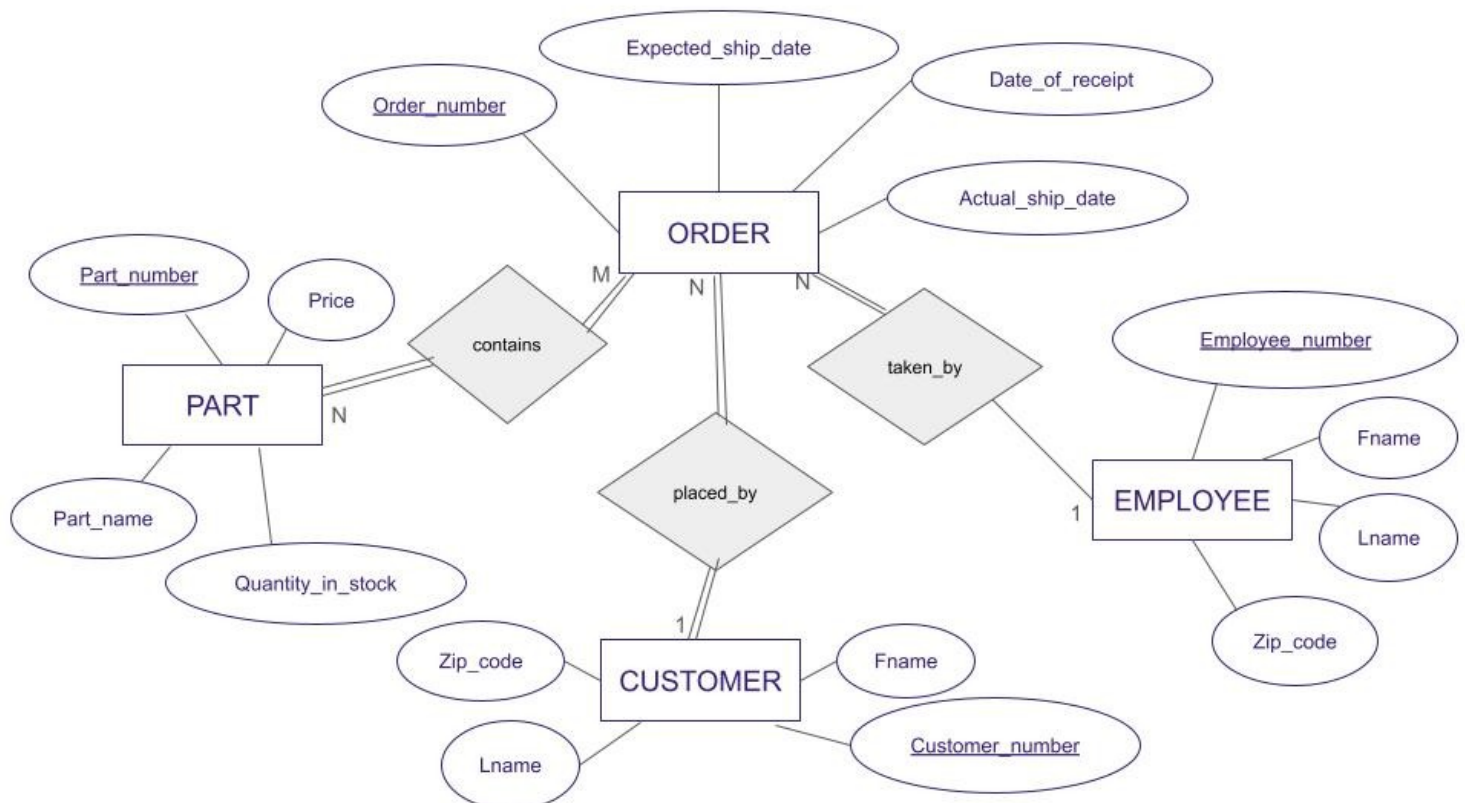 Expected_ship_date
Order_number
Date_of_receipt
Actual_ship_date
ORDER
Part_number
Price
M
N
N
contains
taken_by
Employee_number
PART
N
Fname
EMPLOYEE
1
Lname
Part_name
placed_by
Quantity_in_stock
1
Zip_code
Zip_code
CUSTOMER
Fname
Lname
Customer_number